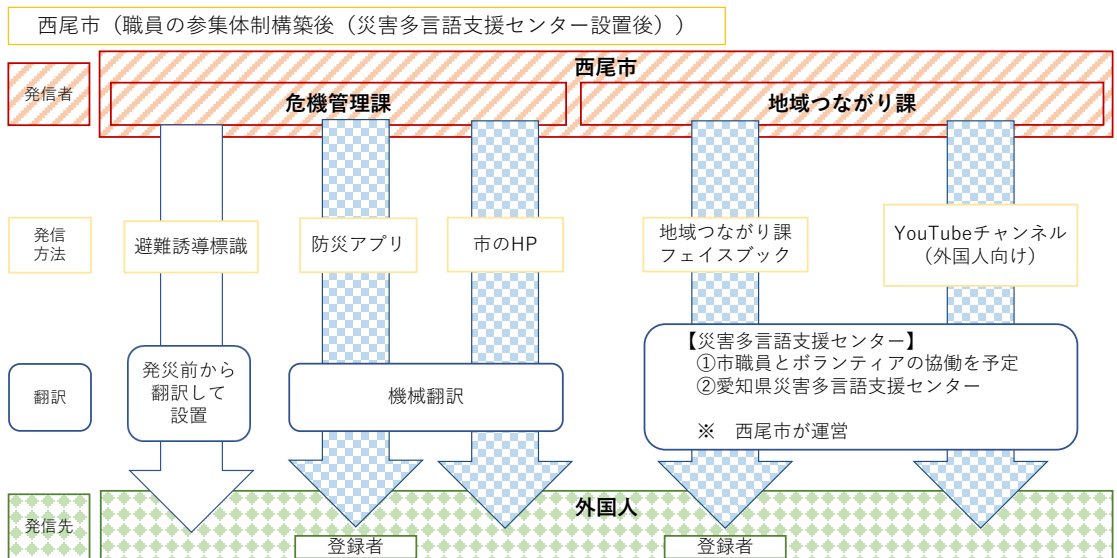 西尾市（職員の参集体制構築後（災害多言語支援センター設置後））
発信者
西尾市
危機管理課
地域つながり課
発信
方法
避難誘導標識
防災アプリ
市のHP
地域つながり課
フェイスブック
YouTubeチャンネル
（外国人向け）
翻訳
発災前から
翻訳して
設置
機械翻訳
【災害多言語支援センター】
①市職員とボランティアの協働を予定
②愛知県災害多言語支援センター
※　西尾市が運営
発信先
外国人
登録者
登録者